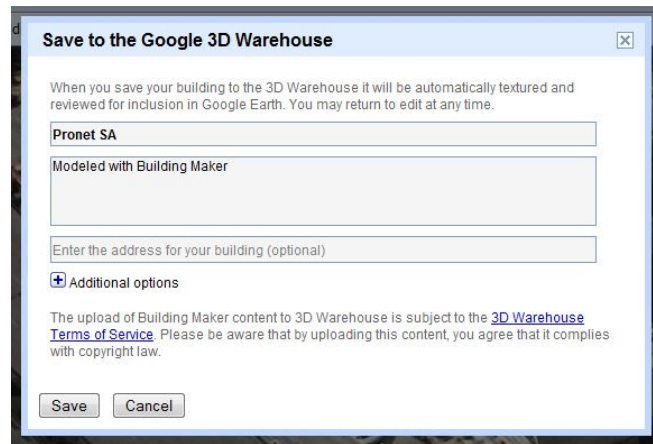 d
Save to the Google 3D Warehouse
When you save your building to the 3D Warehouse it will be automatically textured and
reviewed for inclusion in Google Earth. You may return to edit at any time.
Pronet SA
Modeled with Building Maker
Enter the address for your building (optional)
Additional options
The upload of Building Maker content to 3D Warehouse is subject to the 3D Warehouse
Terms of Service. Please be aware that by uploading this content, you agree that it complies
with copyright law.
Save Cancel